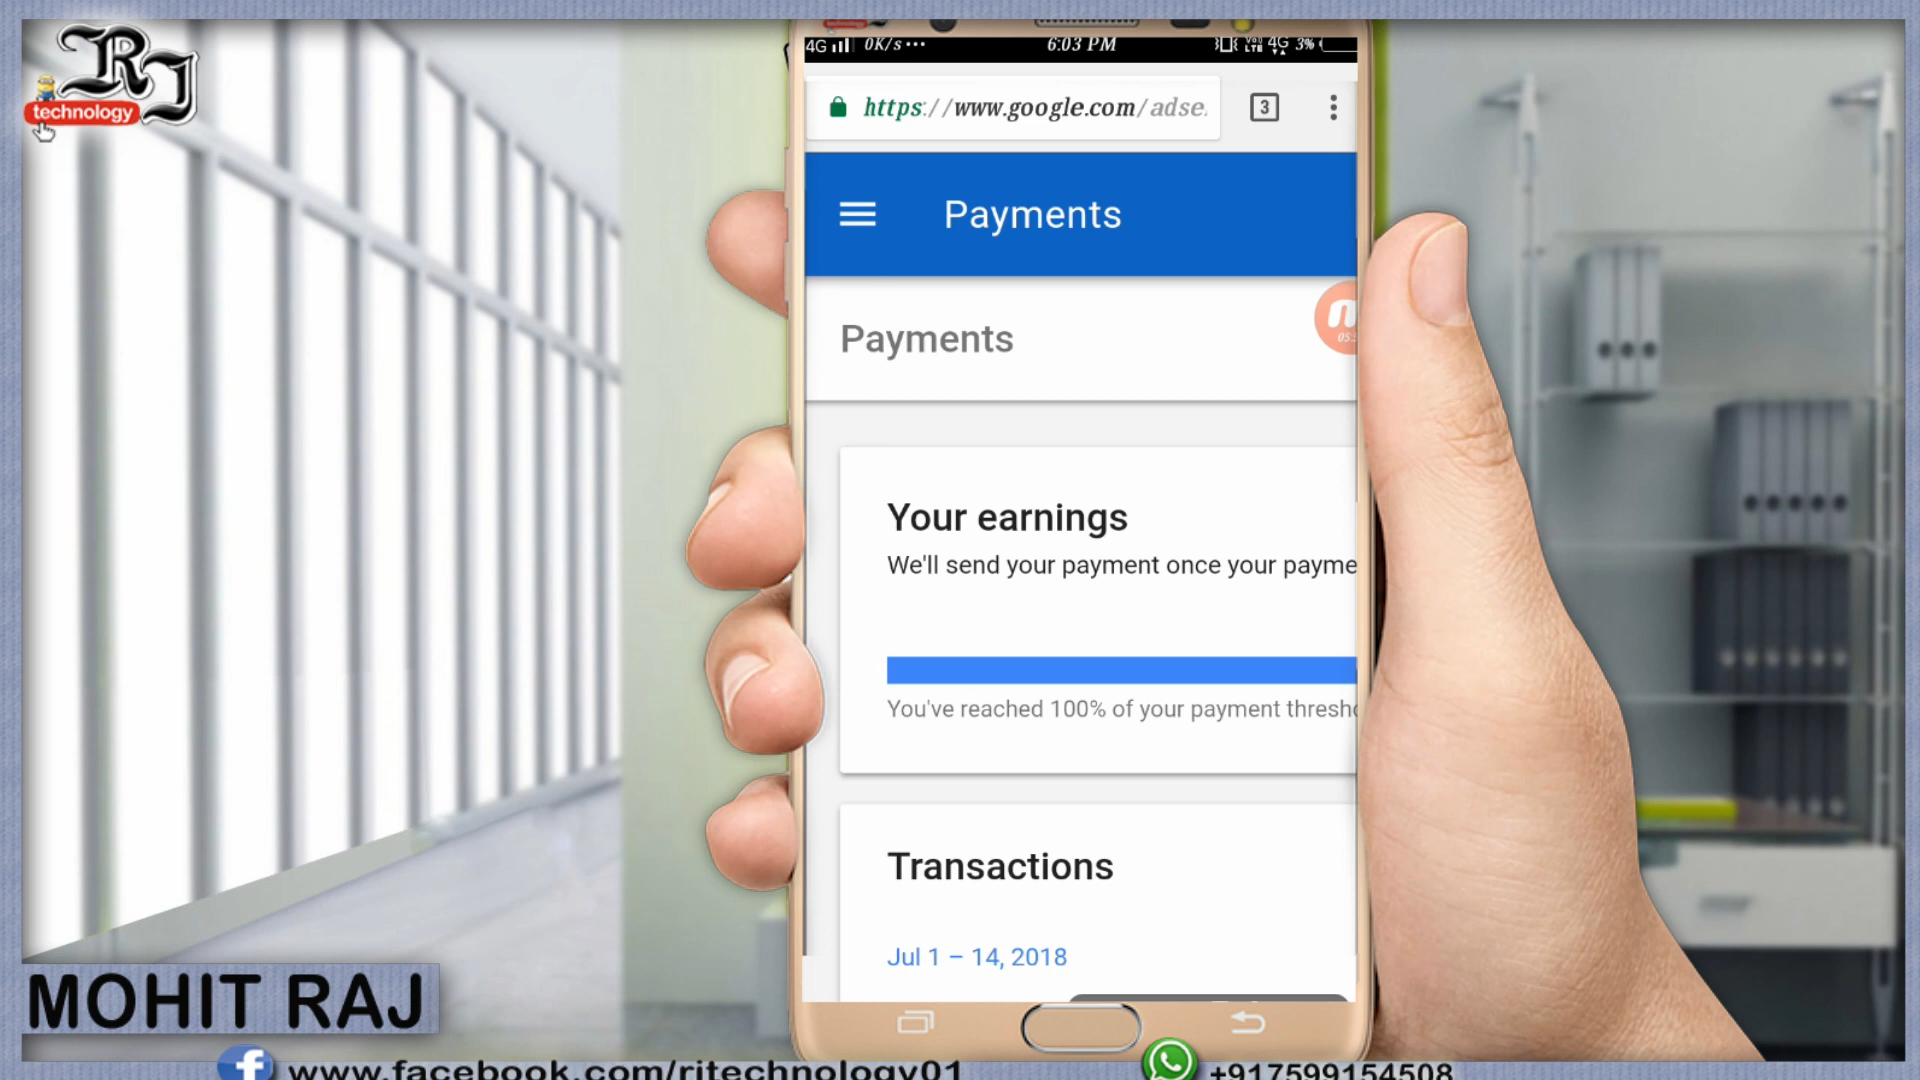 RJ
technology
4G 0K/s ··· 6:03 PM 4G 3%
https://www.google.com/adse
3
Payments
Payments
Your earnings
We'll send your payment once your payme
You've reached 100% of your payment thresh
Transactions
Jul 1 – 14, 2018
MOHIT RAJ
www.facebook.com/rjtechnology01
+917599154508